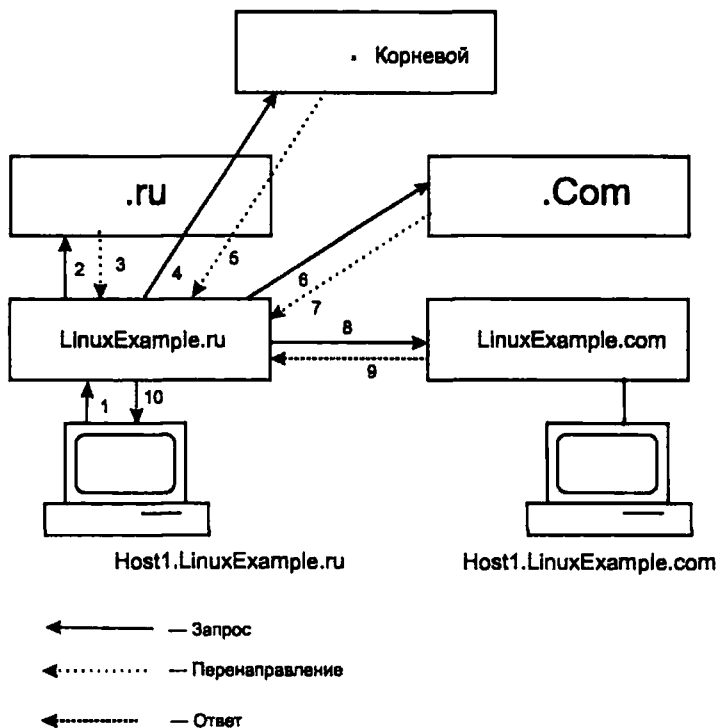 . Корневой
.ru
.Com
2
3
4
5
6
7
LinuxExample.ru
8
LinuxExample.com
9
1
10
Host1.LinuxExample.ru
Host1.LinuxExample.com
— Запрос
— Перенаправление
— Ответ